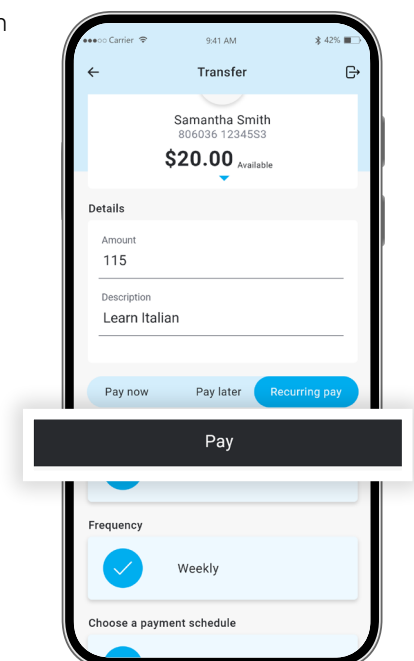 n
Carrier 9:41 AM 42%
Transfer
Samantha Smith
806036 1234553
$20.00 Available
Details
Amount
115
Description
Learn Italian
Pay now Pay later Recurring pay
Pay
Frequency
Weekly
Choose a payment schedule